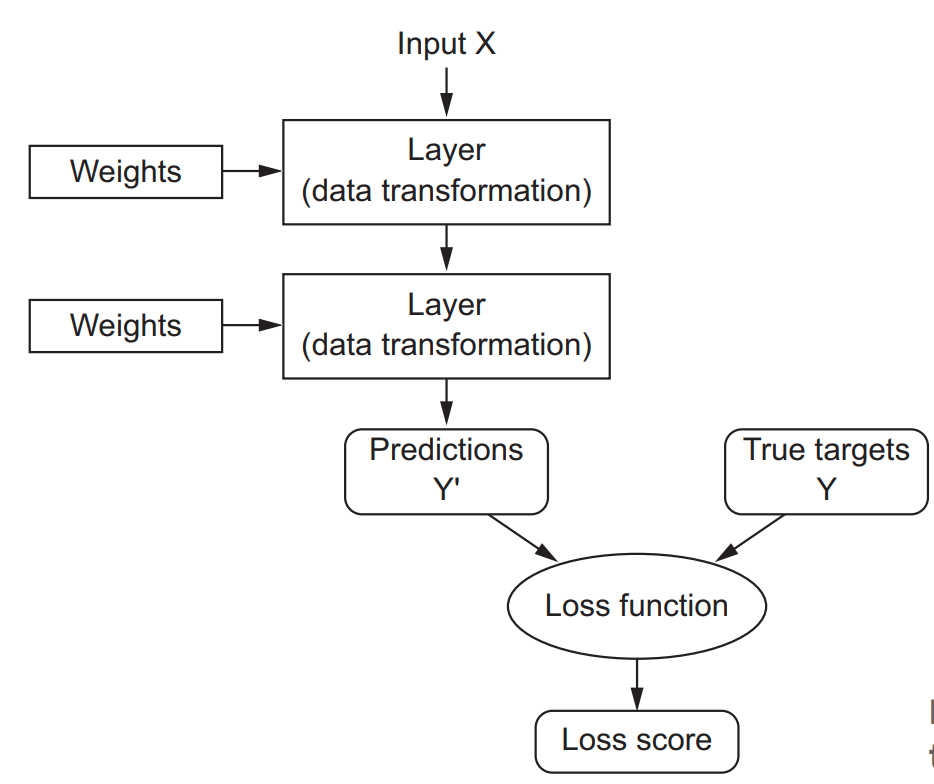 Input X
Weights
Layer
(data transformation)
Weights
Layer
(data transformation)
Predictions
Y'
True targets
Y
Loss function
Loss score